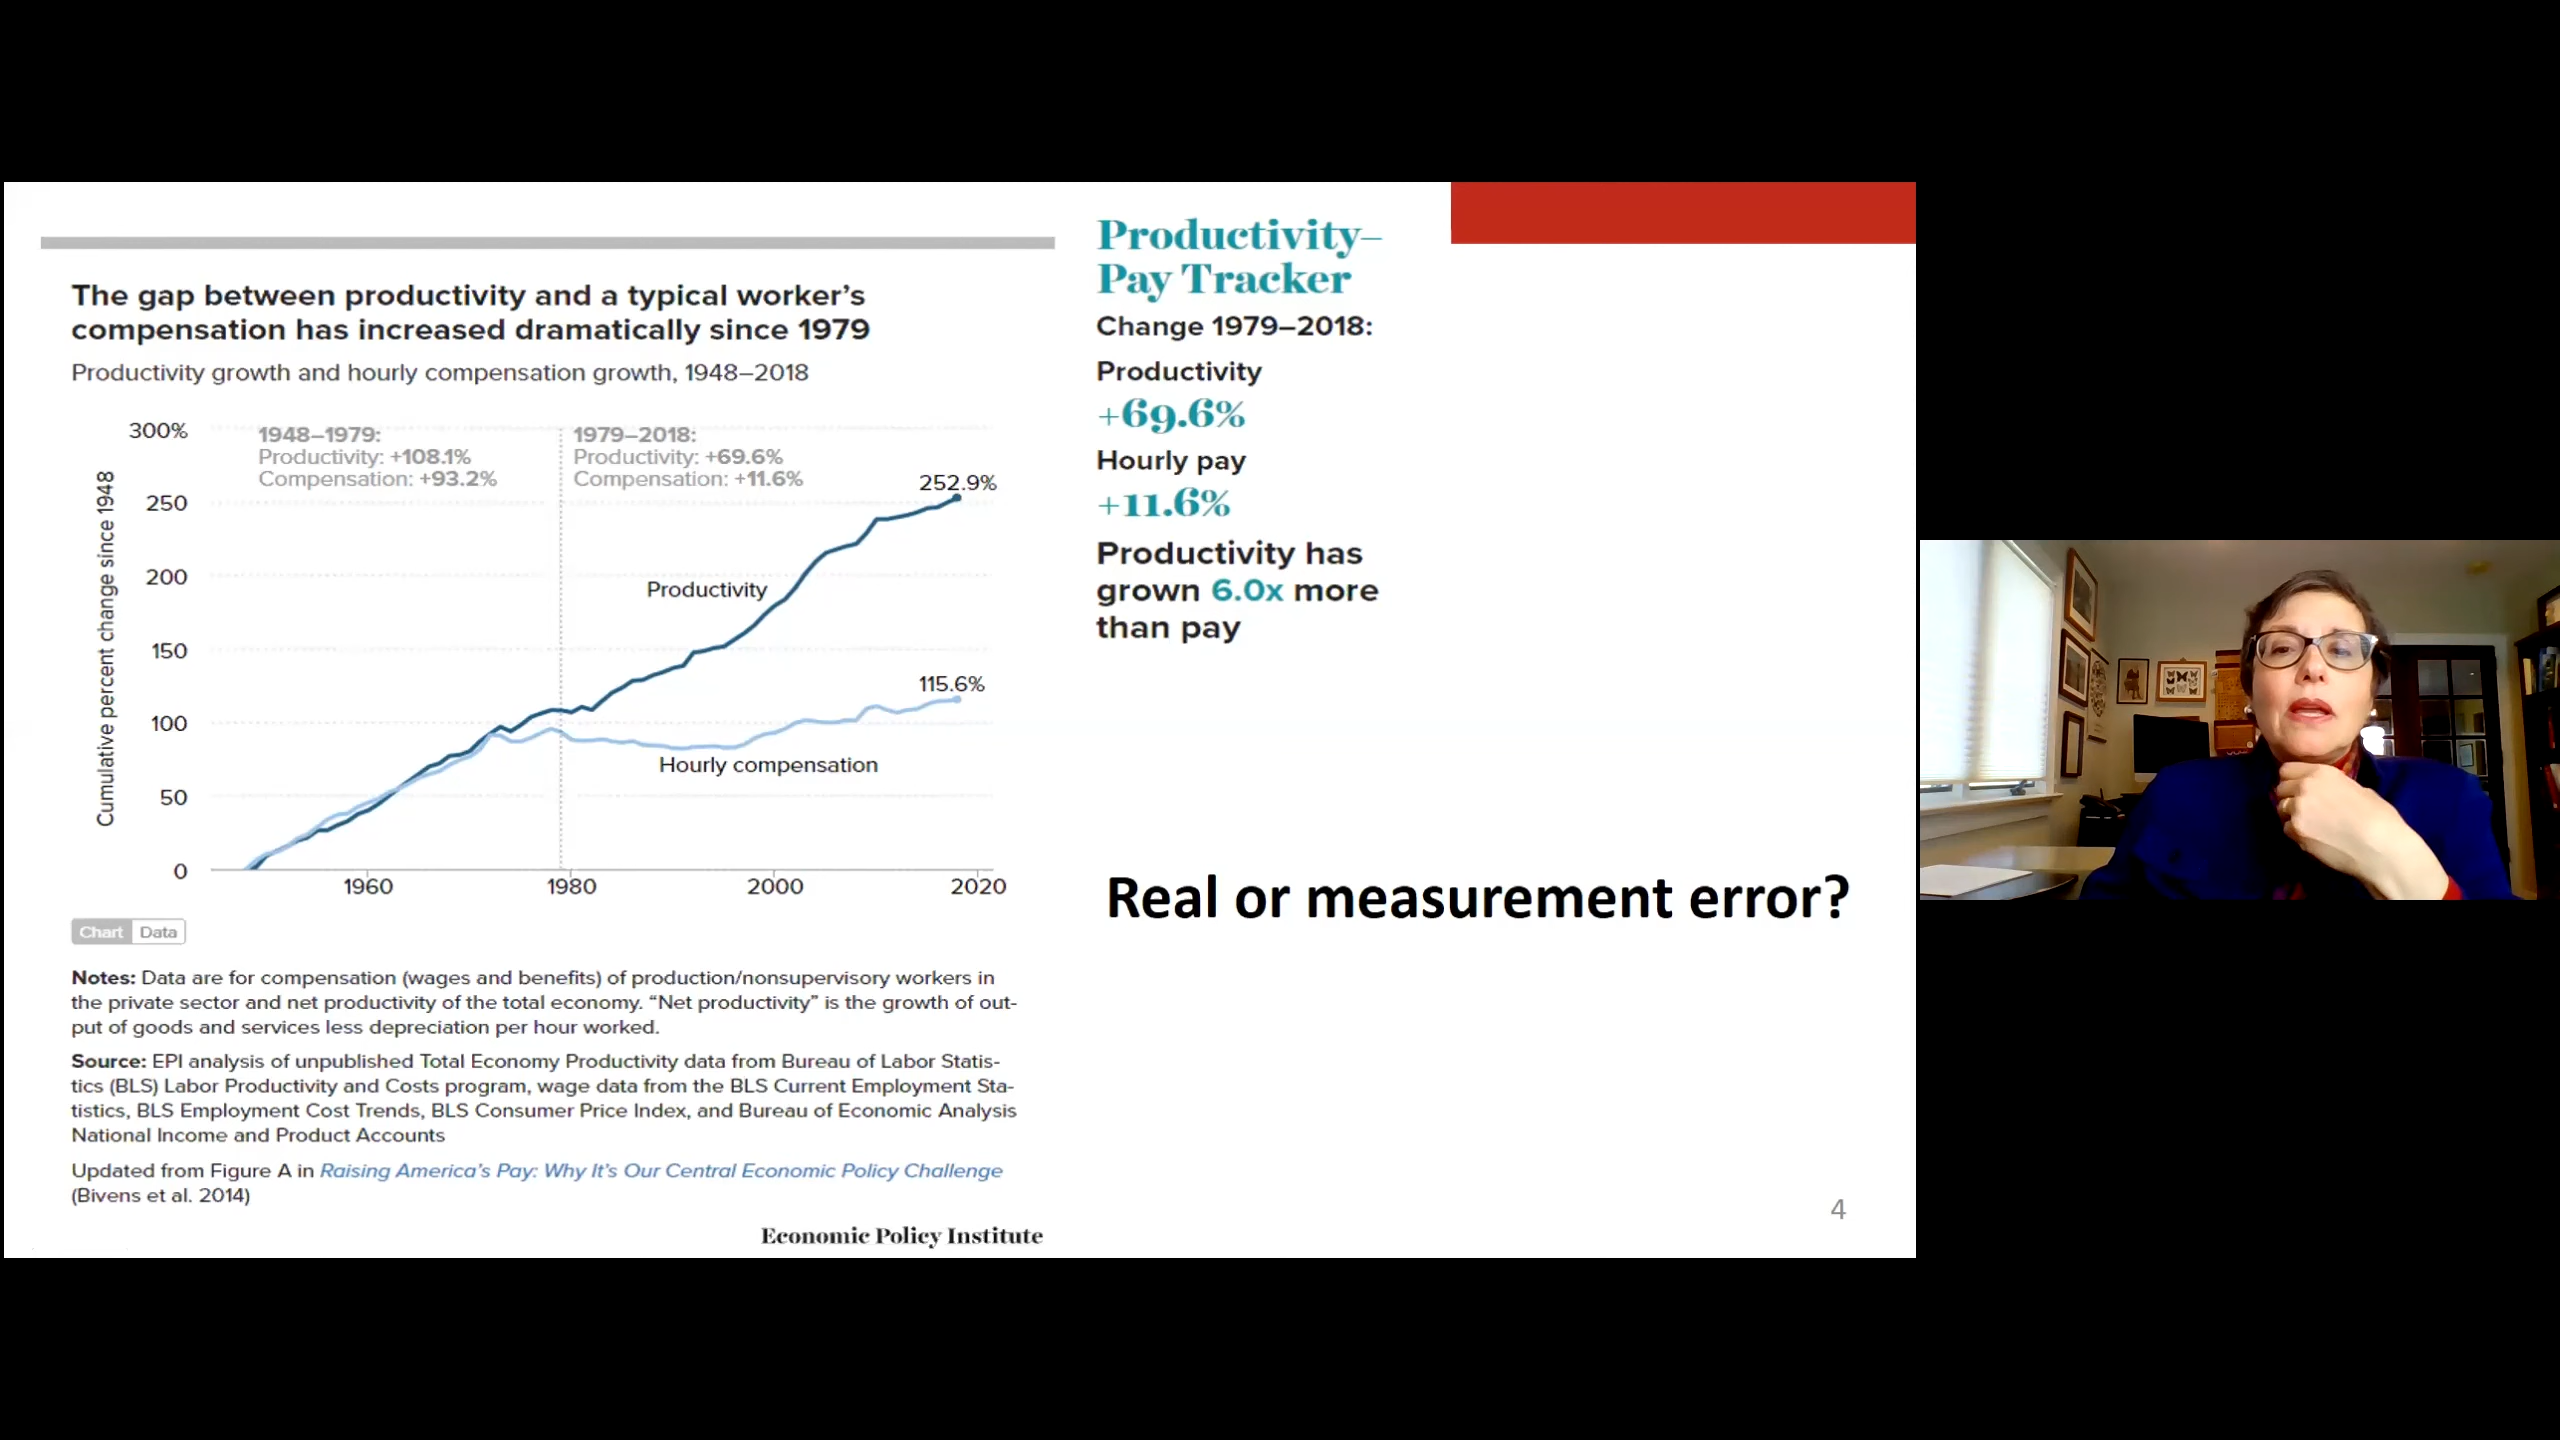 The gap between productivity and a typical worker’s
compensation has increased dramatically since 1979
Productivity growth and hourly compensation growth, 1948–2018
Cumulative percent change since 1948
300%
250
200
150
100
50
0
1948–1979:
Productivity: +108.1%
Compensation: +93.2%
1979–2018:
Productivity: +69.6%
Compensation: +11.6%
252.9%
Productivity
115.6%
Hourly compensation
1960
1980
2000
2020
Chart Data
Notes: Data are for compensation (wages and benefits) of production/nonsupervisory workers in
the private sector and net productivity of the total economy. “Net productivity” is the growth of out-
put of goods and services less depreciation per hour worked.
Source: EPI analysis of unpublished Total Economy Productivity data from Bureau of Labor Statis-
tics (BLS) Labor Productivity and Costs program, wage data from the BLS Current Employment Sta-
tistics, BLS Employment Cost Trends, BLS Consumer Price Index, and Bureau of Economic Analysis
National Income and Product Accounts
Updated from Figure A in Raising America’s Pay: Why It’s Our Central Economic Policy Challenge
(Bivens et al. 2014)
Economic Policy Institute
Productivity–
Pay Tracker
Change 1979–2018:
Productivity
+69.6%
Hourly pay
+11.6%
Productivity has
grown 6.0x more
than pay
Real or measurement error?
4